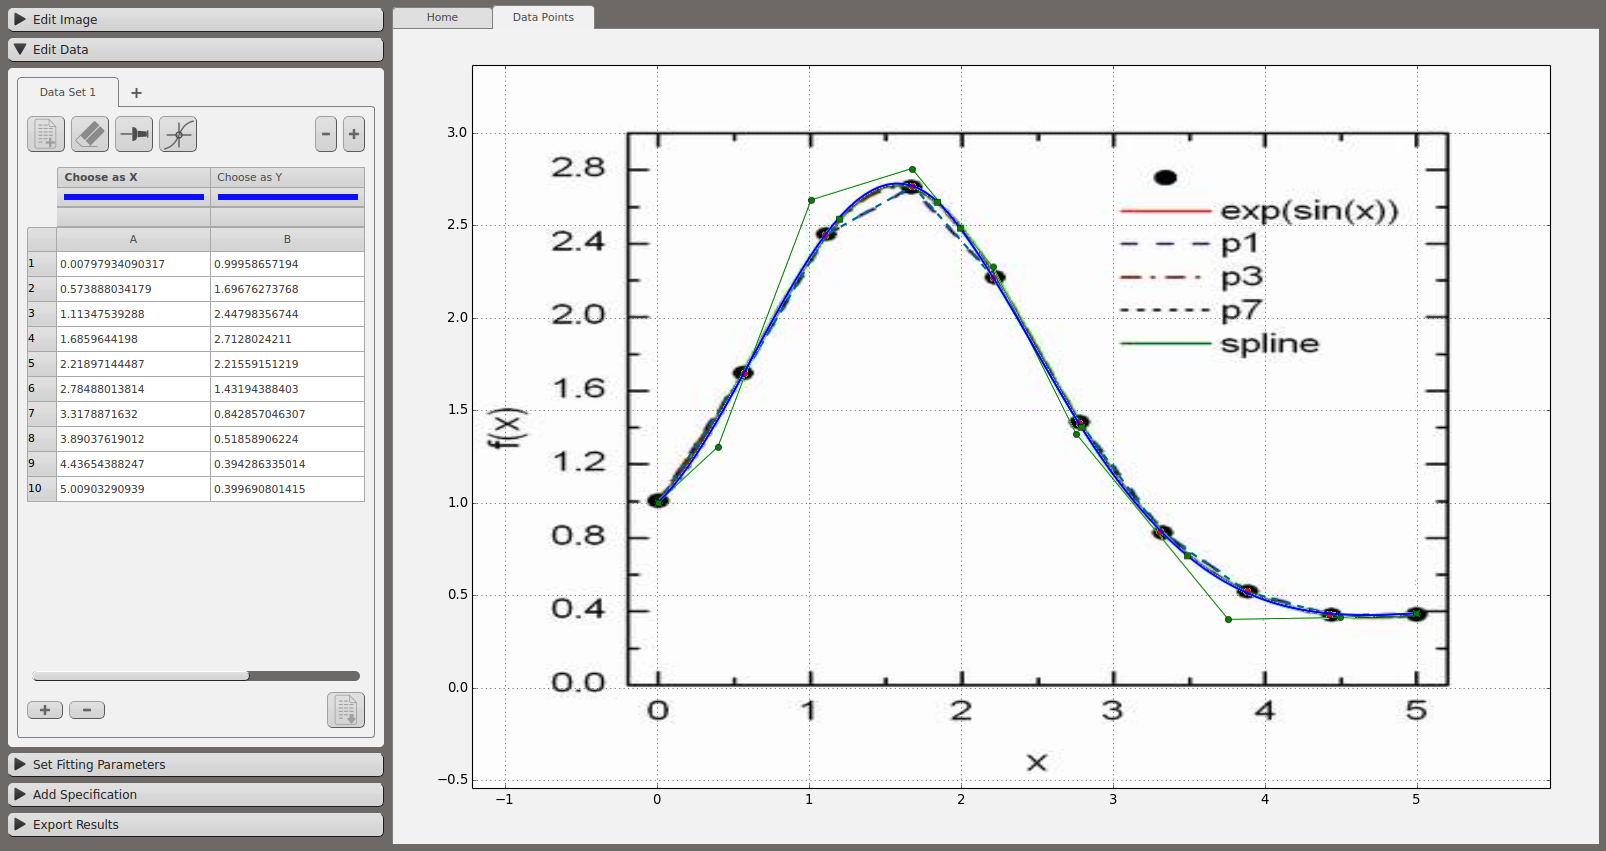 Edit Image
Edit Data
Data Set 1 +
- +
Choose as X Choose as Y
A B
1 0.00797934090317 0.99958657194
2 0.573888034179 1.69676273768
3 1.11347539288 2.44798356744
4 1.6859644198 2.7128024211
5 2.21897144487 2.21559151219
6 2.78488013814 1.43194388403
7 3.3178871632 0.842857046307
8 3.89037619012 0.51858906224
9 4.43654388247 0.394286335014
10 5.00903290939 0.399690801415
+ -
Set Fitting Parameters
Add Specification
Export Results
Home Data Points
3.0
2.5
2.0
1.5
1.0
0.5
0.0
−0.5
−1 0 1 2 3 4 5
2.8
2.4
2.0
1.6
1.2
0.8
0.4
0.0
f(x)
0 1 2 3 4 5
x
exp(sin(x))
p1
p3
p7
spline